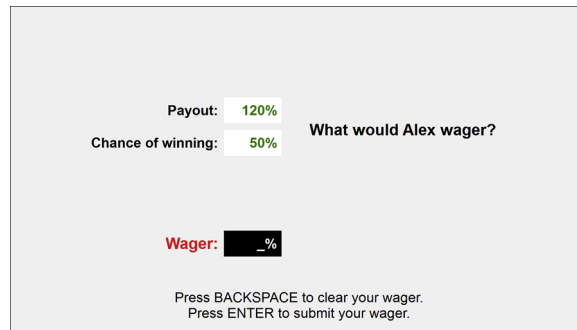 Payout: 120%
Chance of winning: 50%
What would Alex wager?
Wager: _%
Press BACKSPACE to clear your wager.
Press ENTER to submit your wager.